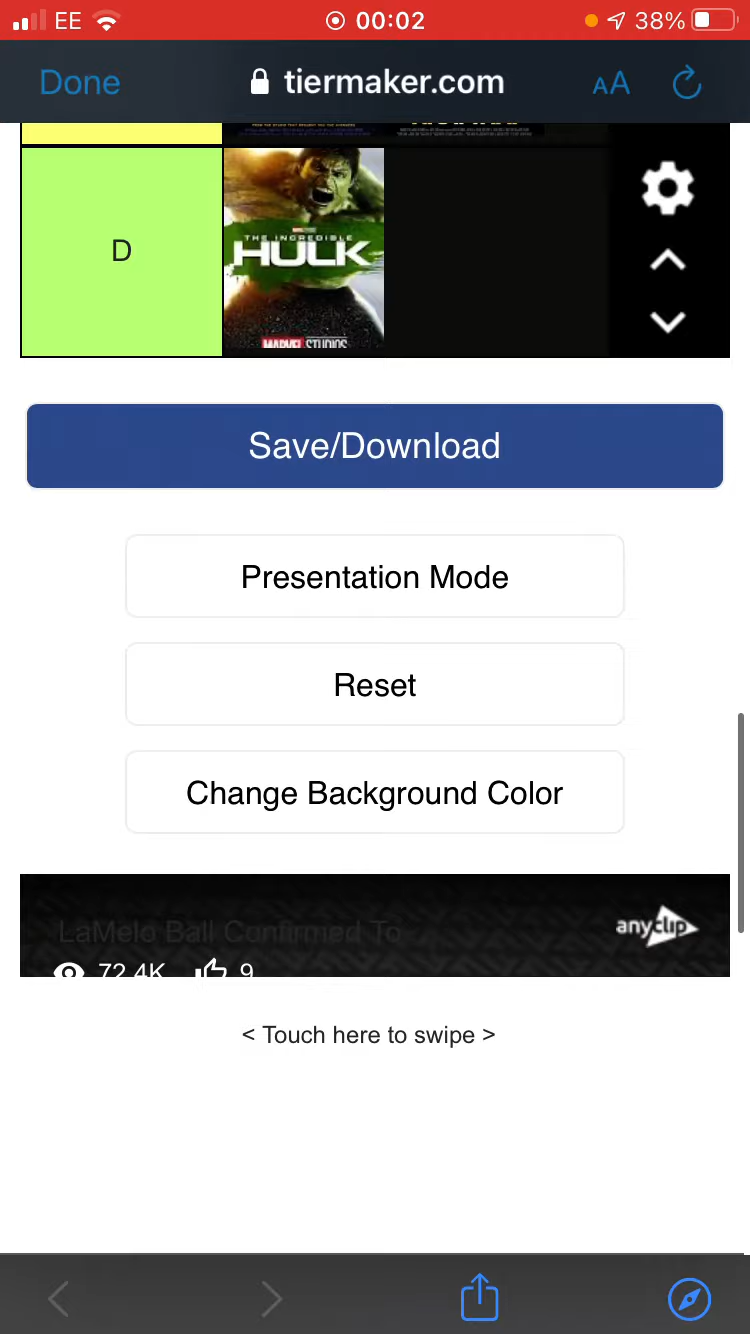 EE 00:02 38%
Done tiermaker.com AA
D
THE INCREDIBLE
HULK
MARVEL STUDIOS
Save/Download
Presentation Mode
Reset
Change Background Color
LaMelo Ball Confirmed To
anyclip
72.4K 9
< Touch here to swipe >